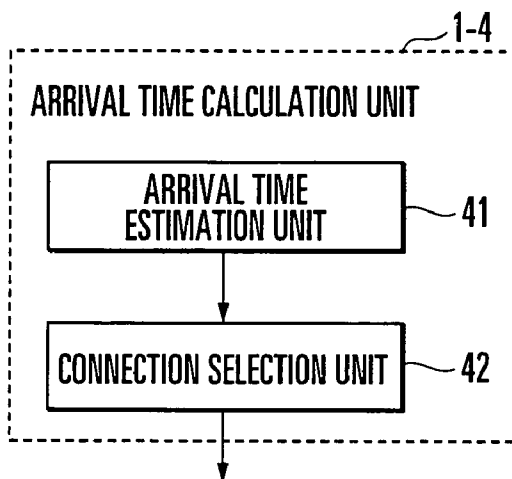 1-4
ARRIVAL TIME CALCULATION UNIT
ARRIVAL TIME
ESTIMATION UNIT
41
CONNECTION SELECTION UNIT
42